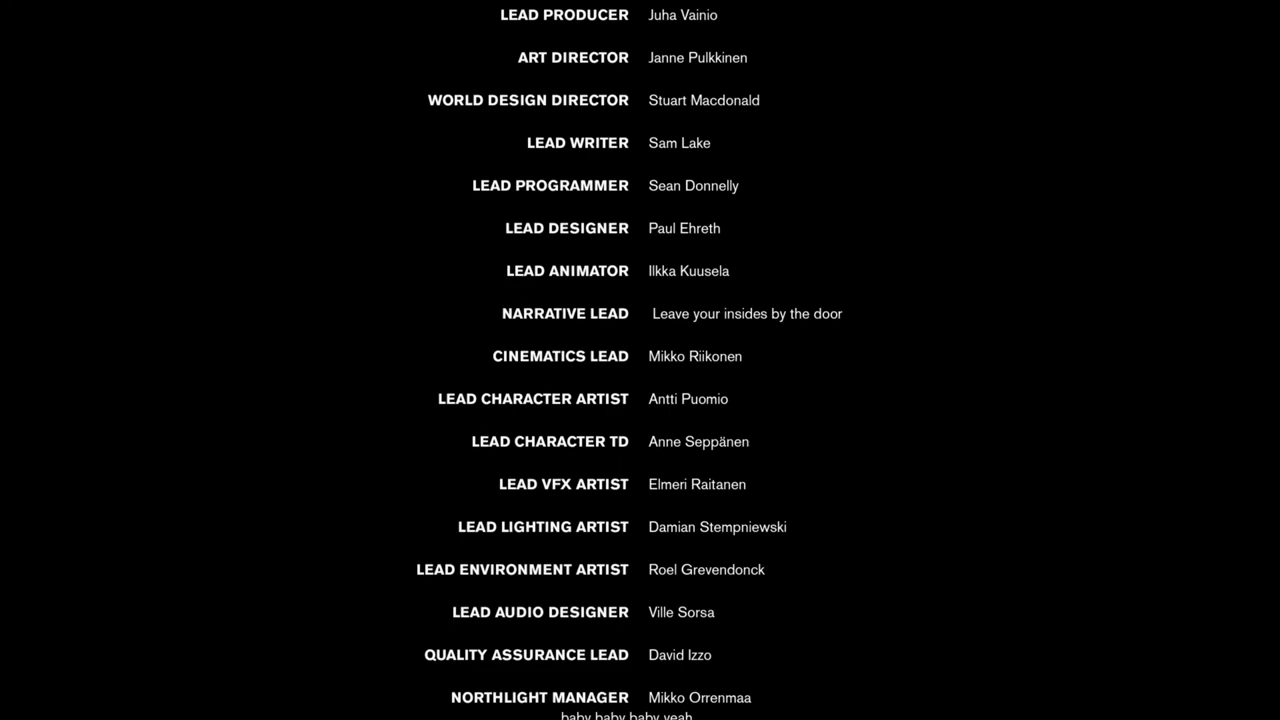 LEAD PRODUCER Juha Vainio
ART DIRECTOR Janne Pulkkinen
WORLD DESIGN DIRECTOR Stuart Macdonald
LEAD WRITER Sam Lake
LEAD PROGRAMMER Sean Donnelly
LEAD DESIGNER Paul Ehreth
LEAD ANIMATOR Ilkka Kuusela
NARRATIVE LEAD Leave your insides by the door
CINEMATICS LEAD Mikko Riikonen
LEAD CHARACTER ARTIST Antti Puomio
LEAD CHARACTER TD Anne Seppänen
LEAD VFX ARTIST Elmeri Raitanen
LEAD LIGHTING ARTIST Damian Stempniewski
LEAD ENVIRONMENT ARTIST Roel Grevendonck
LEAD AUDIO DESIGNER Ville Sorsa
QUALITY ASSURANCE LEAD David Izzo
NORTHLIGHT MANAGER Mikko Orrenmaa
baby baby baby yeah